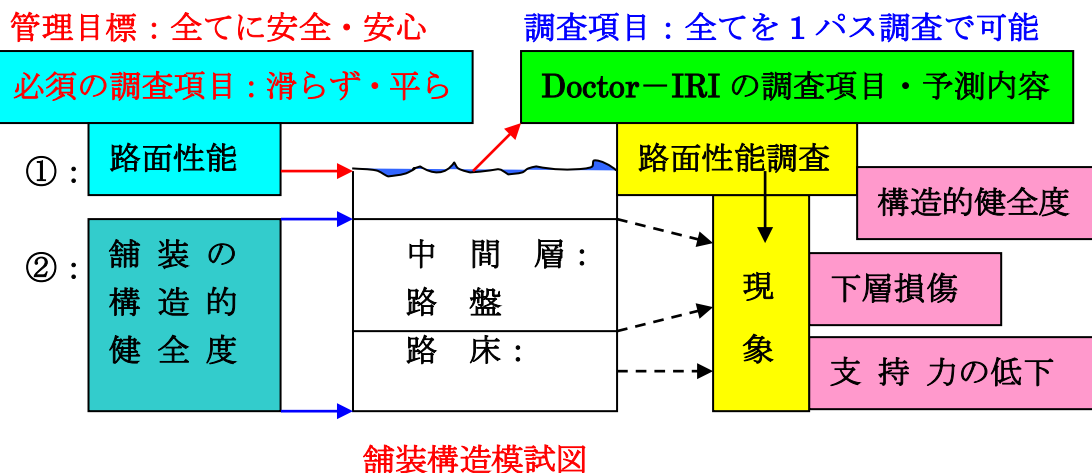 管理目標：全てに安全・安心
調査項目：全てを１パス調査で可能
必須の調査項目：滑らず・平ら
Doctor－IRI の調査項目・予測内容
①：
路面性能
路面性能調査
構造的健全度
②：
舗装の
構造的
健全度
中間層：
路盤
路床：
現
象
下層損傷
支持力の低下
舗装構造模試図